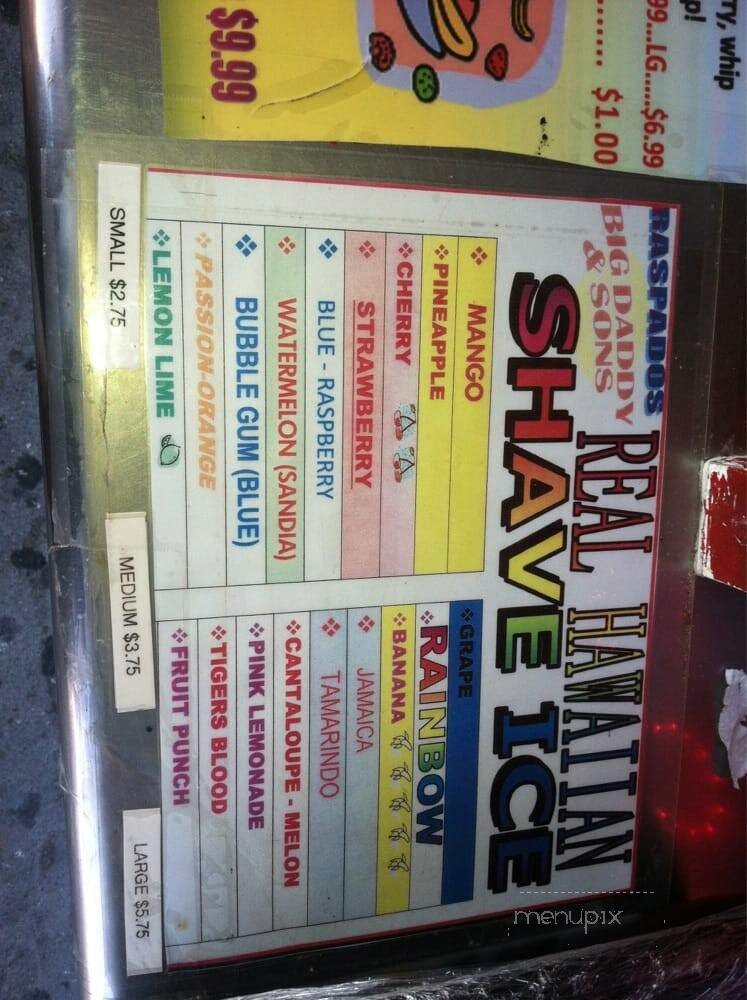 TY, whip
p!
99...LG.....$6.99
....... $1.00
$9.99
RASPADOS
BIG DADDY
& SONS
REAL HAWAIIAN
SHAVE ICE
MANGO
PINEAPPLE
CHERRY
STRAWBERRY
BLUE - RASPBERRY
WATERMELON (SANDIA)
BUBBLE GUM (BLUE)
PASSION-ORANGE
LEMON LIME
GRAPE
RAINBOW
BANANA
JAMAICA
TAMARINDO
CANTALOUPE - MELON
PINK LEMONADE
TIGERS BLOOD
FRUIT PUNCH
SMALL $2.75
MEDIUM $3.75
LARGE $5.75
menupix